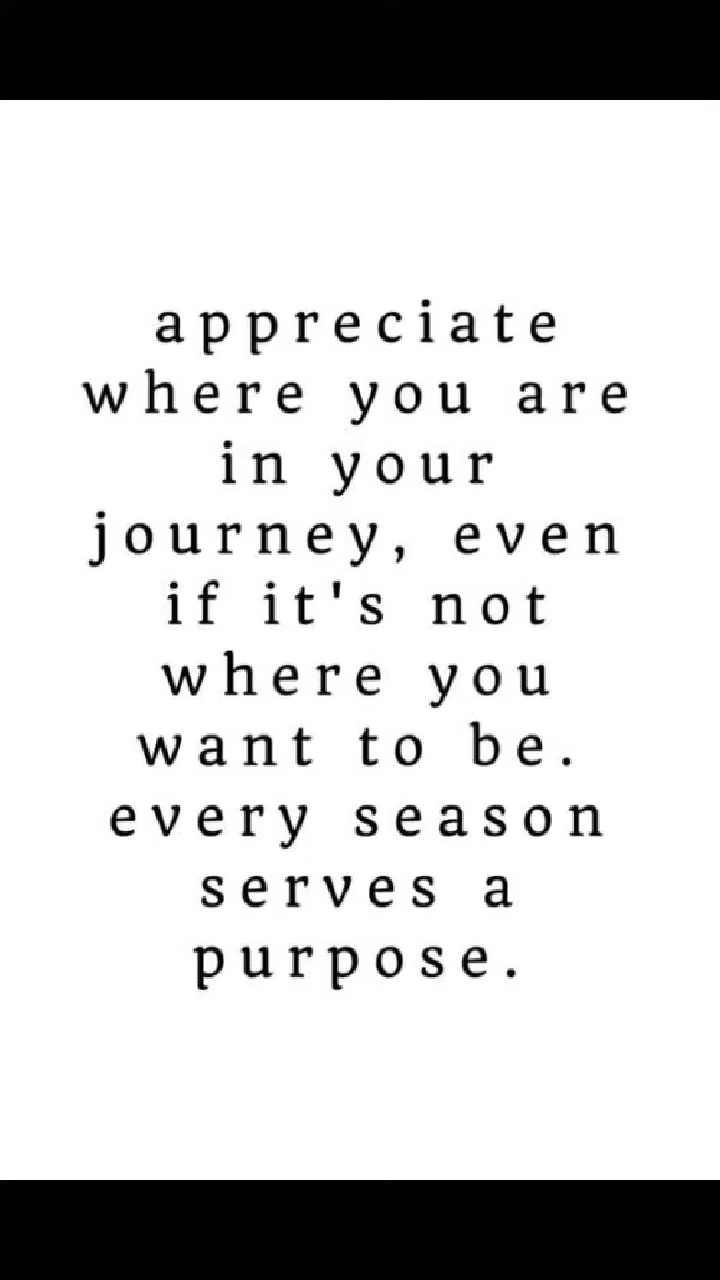 appreciate
where you are
in your
journey, even
if it's not
where you
want to be.
every season
serves a
purpose.